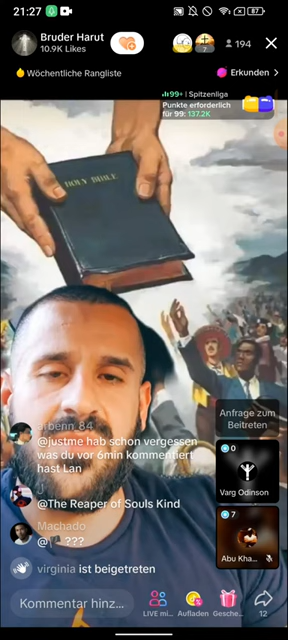 21:27
87
Bruder Harut
10.9K Likes
7
194
Wöchentliche Rangliste
Erkunden
99+ | Spitzenliga
Punkte erforderlich
für 99: 137.2K
HOLY BIBLE
Anfrage zum
Beitreten
@justme hab schon vergessen
was du vor 6min kommentiert
hast Lan
0
Varg Odinson
@The Reaper of Souls Kind
7
Machado
@ ???
Abu Kha...
virginia ist beigetreten
Kommentar hinz...
LIVE mi...
Aufladen
Gesche...
12